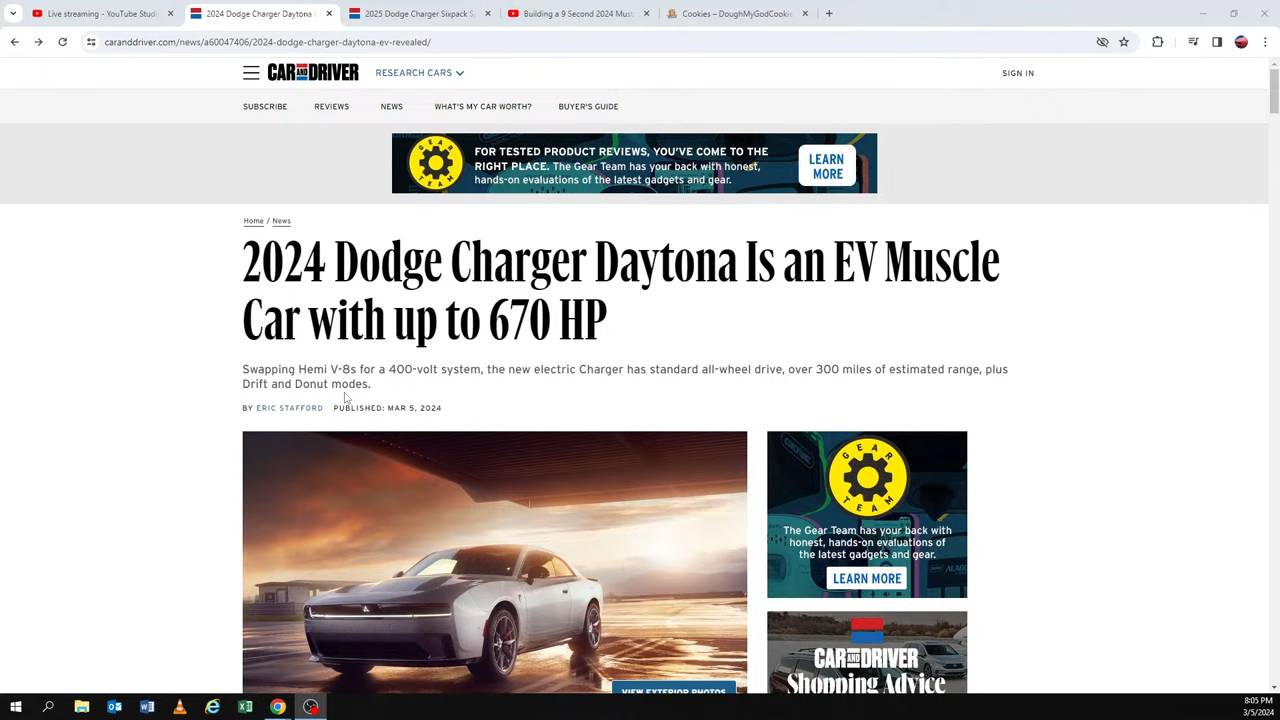 Live streaming - YouTube Studi
2024 Dodge Charger Daytona I
2025 Dodge Charger Sixpack S
Building a 9 Second 2024 Must
Cookies – DoughMyGodCookie
caranddriver.com/news/a60047406/2024-dodge-charger-daytona-ev-revealed/
CAR AND DRIVER
RESEARCH CARS
SIGN IN
SUBSCRIBE
REVIEWS
NEWS
WHAT'S MY CAR WORTH?
BUYER'S GUIDE
GEAR TEAM
FOR TESTED PRODUCT REVIEWS, YOU'VE COME TO THE
RIGHT PLACE. The Gear Team has your back with honest,
hands-on evaluations of the latest gadgets and gear.
LEARN
MORE
Home / News
2024 Dodge Charger Daytona Is an EV Muscle
Car with up to 670 HP
Swapping Hemi V-8s for a 400-volt system, the new electric Charger has standard all-wheel drive, over 300 miles of estimated range, plus
Drift and Donut modes.
BY ERIC STAFFORD PUBLISHED: MAR 5, 2024
VIEW EXTERIOR PHOTOS
GEAR
TEAM
The Gear Team has your back with
honest, hands-on evaluations of
the latest gadgets and gear.
LEARN MORE
CAR AND DRIVER
Shopping Advice
8:05 PM
3/5/2024